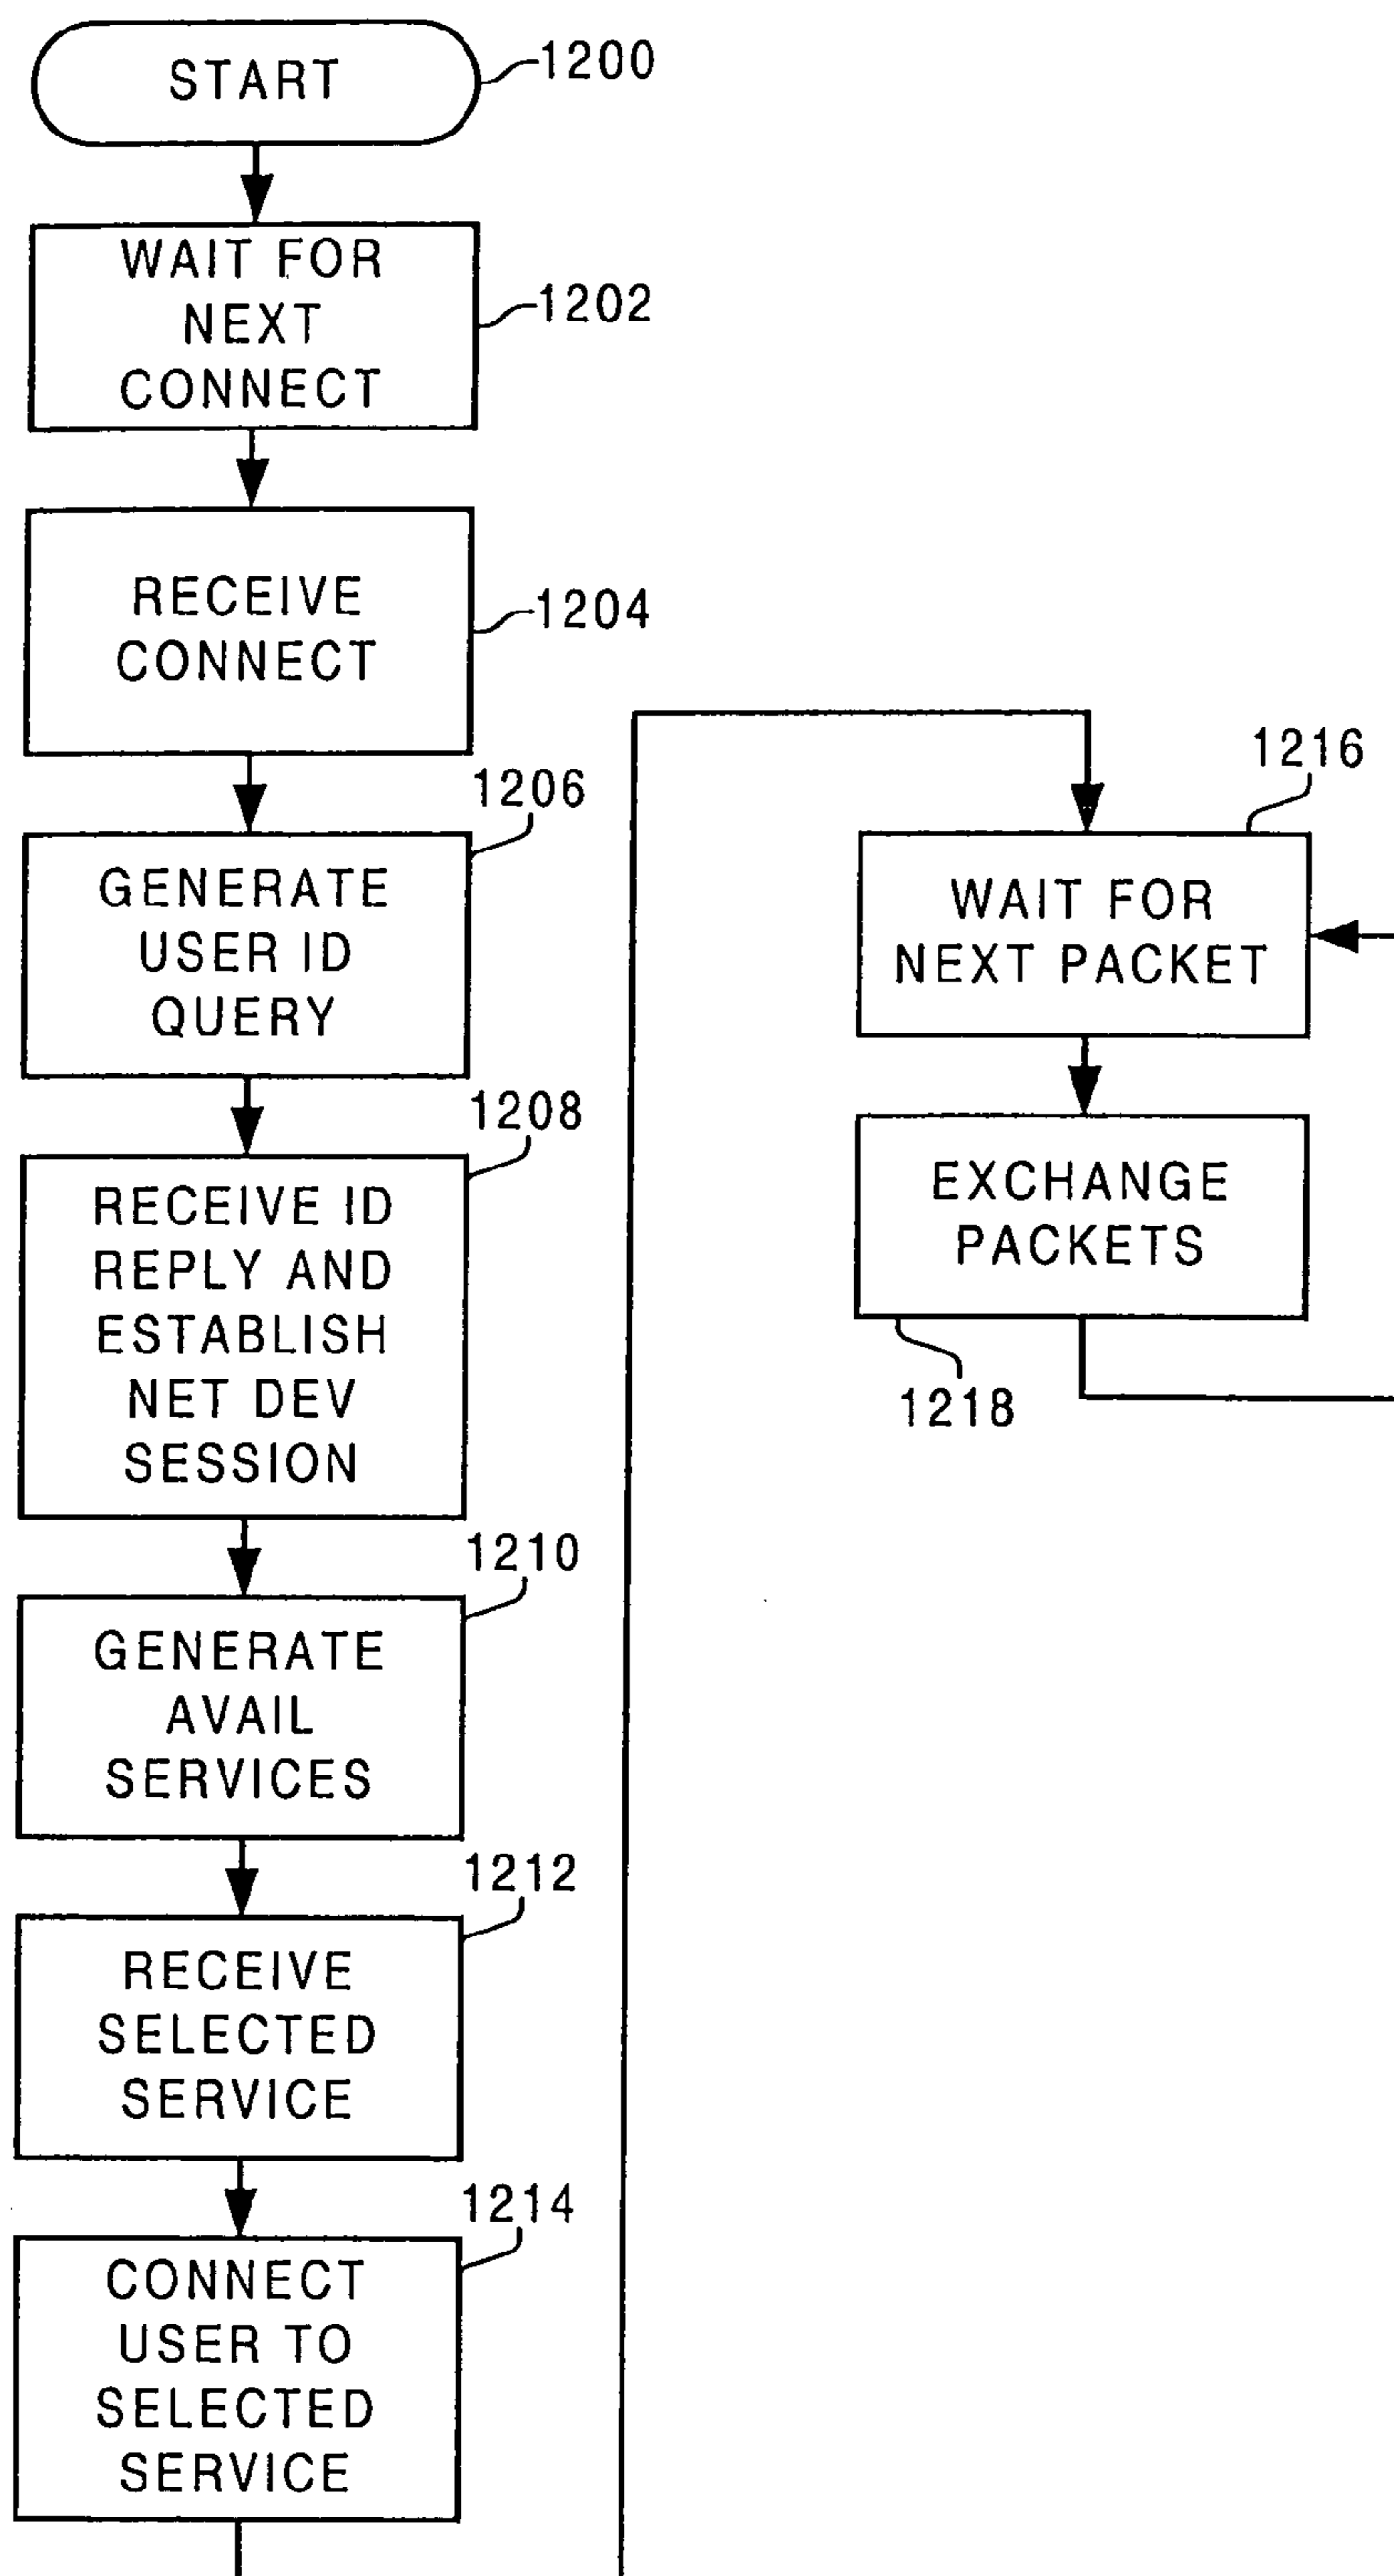 START
1200
WAIT FOR
NEXT
CONNECT
1202
RECEIVE
CONNECT
1204
1206
GENERATE
USER ID
QUERY
1208
RECEIVE ID
REPLY AND
ESTABLISH
NET DEV
SESSION
1210
GENERATE
AVAIL
SERVICES
1212
RECEIVE
SELECTED
SERVICE
1214
CONNECT
USER TO
SELECTED
SERVICE
1216
WAIT FOR
NEXT PACKET
EXCHANGE
PACKETS
1218